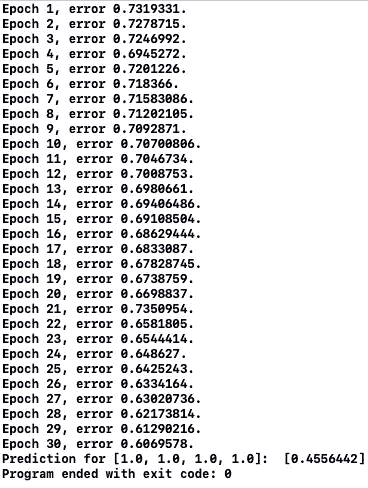 Epoch 1, error 0.7319331.
Epoch 2, error 0.7278715.
Epoch 3, error 0.7246992.
Epoch 4, error 0.6945272.
Epoch 5, error 0.7201226.
Epoch 6, error 0.718366.
Epoch 7, error 0.71583086.
Epoch 8, error 0.71202105.
Epoch 9, error 0.7092871.
Epoch 10, error 0.70700806.
Epoch 11, error 0.7046734.
Epoch 12, error 0.7008753.
Epoch 13, error 0.6980661.
Epoch 14, error 0.69406486.
Epoch 15, error 0.69108504.
Epoch 16, error 0.68629444.
Epoch 17, error 0.6833087.
Epoch 18, error 0.67828745.
Epoch 19, error 0.6738759.
Epoch 20, error 0.6698837.
Epoch 21, error 0.7350954.
Epoch 22, error 0.6581805.
Epoch 23, error 0.6544414.
Epoch 24, error 0.648627.
Epoch 25, error 0.6425243.
Epoch 26, error 0.6334164.
Epoch 27, error 0.63020736.
Epoch 28, error 0.62173814.
Epoch 29, error 0.61290216.
Epoch 30, error 0.6069578.
Prediction for [1.0, 1.0, 1.0, 1.0]:  [0.4556442]
Program ended with exit code: 0